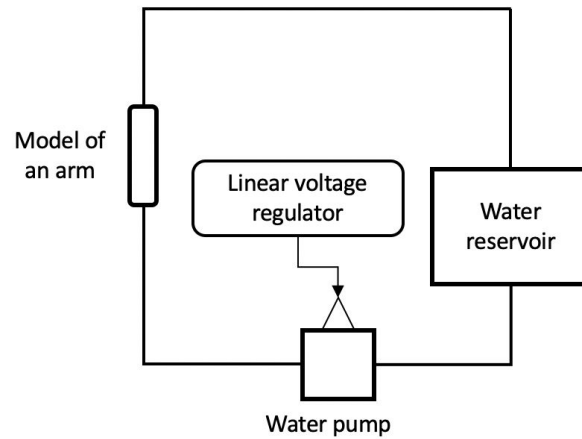 Model of
an arm
Linear voltage
regulator
Water
reservoir
Water pump